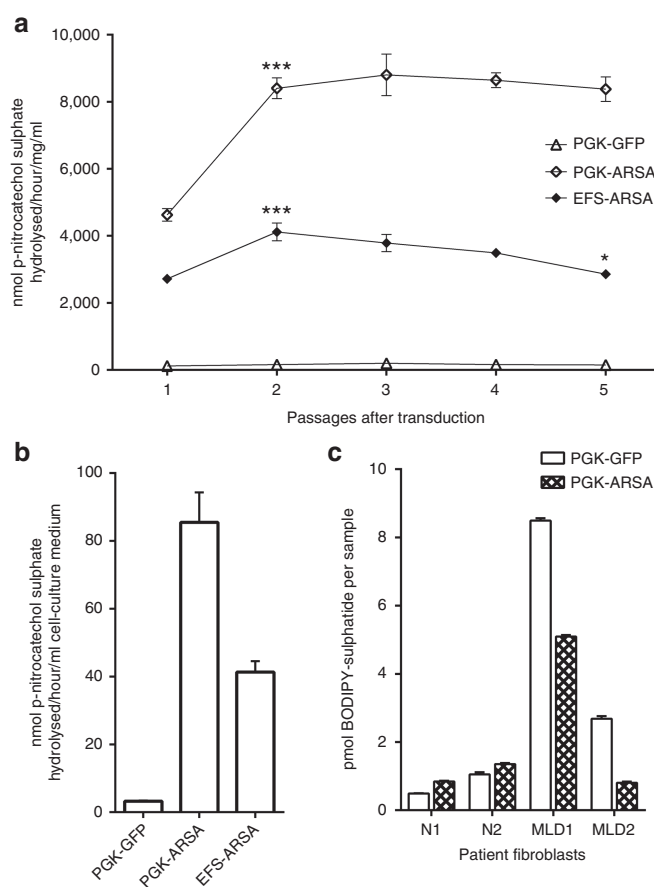 a
10,000
8,000
6,000
4,000
2,000
0
nmol p-nitrocatechol sulphate
hydrolysed/hour/mg/ml
***
***
*
PGK-GFP
PGK-ARSA
EFS-ARSA
1 2 3 4 5
Passages after transduction
b
100
80
60
40
20
0
nmol p-nitrocatechol sulphate
hydrolysed/hour/ml cell-culture medium
PGK-GFP
PGK-ARSA
EFS-ARSA
c
PGK-GFP
PGK-ARSA
10
8
6
4
2
0
pmol BODIPY-sulphatide per sample
N1 N2 MLD1 MLD2
Patient fibroblasts